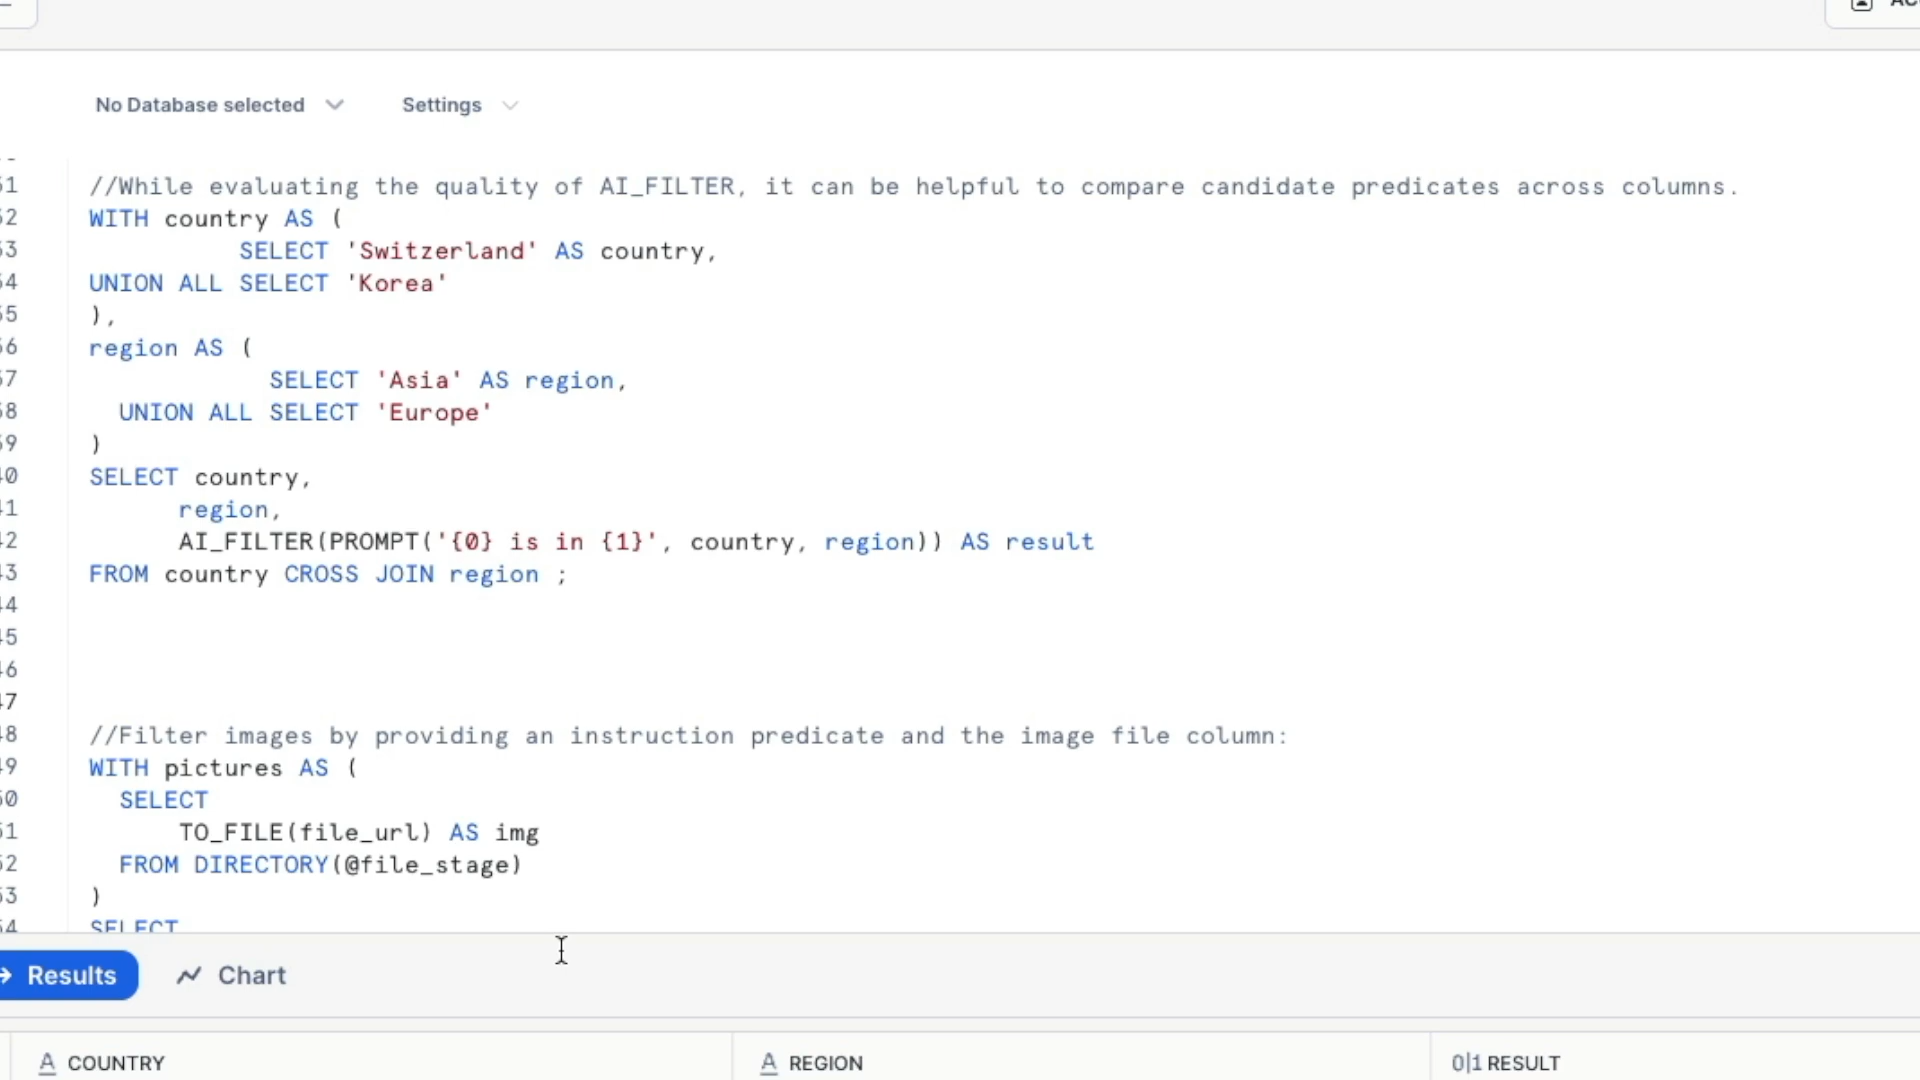 No Database selected
Settings
//While evaluating the quality of AI_FILTER, it can be helpful to compare candidate predicates across columns.
WITH country AS (
SELECT 'Switzerland' AS country,
UNION ALL SELECT 'Korea'
),
region AS (
SELECT 'Asia' AS region,
UNION ALL SELECT 'Europe'
)
SELECT country,
region,
AI_FILTER(PROMPT('{0} is in {1}', country, region)) AS result
FROM country CROSS JOIN region ;
//Filter images by providing an instruction predicate and the image file column:
WITH pictures AS (
SELECT
TO_FILE(file_url) AS img
FROM DIRECTORY(@file_stage)
)
SELECT
Results
Chart
A COUNTRY
A REGION
0|1 RESULT